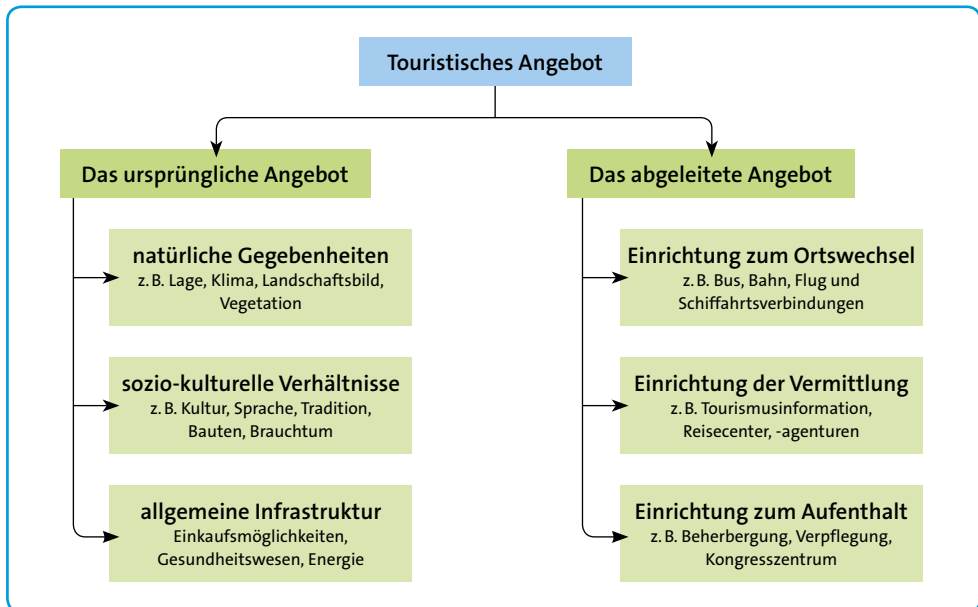 Touristisches Angebot
Das ursprüngliche Angebot
natürliche Gegebenheiten
z. B. Lage, Klima, Landschaftsbild,
Vegetation
sozio-kulturelle Verhältnisse
z. B. Kultur, Sprache, Tradition,
Bauten, Brauchtum
allgemeine Infrastruktur
Einkaufsmöglichkeiten,
Gesundheitswesen, Energie
Das abgeleitete Angebot
Einrichtung zum Ortswechsel
z. B. Bus, Bahn, Flug und
Schiffahrtsverbindungen
Einrichtung der Vermittlung
z. B. Tourismusinformation,
Reisecenter, -agenturen
Einrichtung zum Aufenthalt
z. B. Beherbergung, Verpflegung,
Kongresszentrum